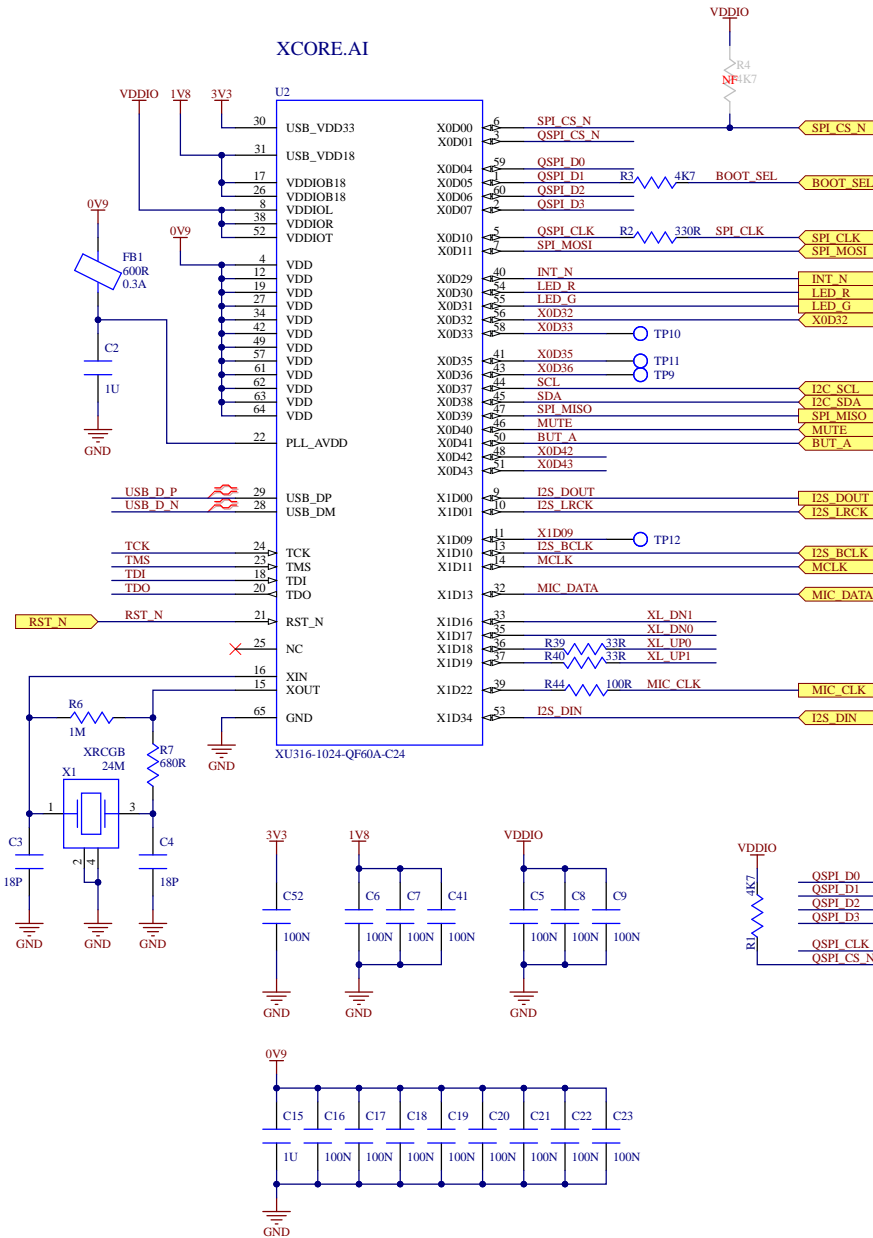 XCORE.AI
VDDIO
R4
4K7
NF
U2
VDDIO 1V8 3V3
30 USB_VDD33
31 USB_VDD18
17 VDDIOB18
26 VDDIOB18
8 VDDIOL
38 VDDIOR
52 VDDIOT
0V9
4 VDD
12 VDD
19 VDD
27 VDD
34 VDD
42 VDD
49 VDD
57 VDD
61 VDD
62 VDD
63 VDD
64 VDD
22 PLL_AVDD
0V9
FB1
600R
0.3A
C2
1U
GND
USB_D_P 29 USB_DP
USB_D_N 28 USB_DM
TCK 24 TCK
TMS 23 TMS
TDI 18 TDI
TDO 20 TDO
RST_N RST_N 21 RST_N
25 NC
16 XIN
15 XOUT
65 GND
GND
XU316-1024-QF60A-C24
X0D00 6 SPI_CS_N SPI_CS_N
X0D01 3 QSPI_CS_N
X0D04 59 QSPI_D0
X0D05 1 QSPI_D1 R3 4K7 BOOT_SEL BOOT_SEL
X0D06 60 QSPI_D2
X0D07 2 QSPI_D3
X0D10 5 QSPI_CLK R2 330R SPI_CLK SPI_CLK
X0D11 7 SPI_MOSI SPI_MOSI
X0D29 40 INT_N INT_N
X0D30 54 LED_R LED_R
X0D31 55 LED_G LED_G
X0D32 56 X0D32 X0D32
X0D33 58 X0D33 TP10
X0D35 41 X0D35 TP11
X0D36 43 X0D36 TP9
X0D37 44 SCL I2C_SCL
X0D38 45 SDA I2C_SDA
X0D39 47 SPI_MISO SPI_MISO
X0D40 46 MUTE MUTE
X0D41 50 BUT_A BUT_A
X0D42 48 X0D42
X0D43 51 X0D43
X1D00 9 I2S_DOUT I2S_DOUT
X1D01 10 I2S_LRCK I2S_LRCK
X1D09 11 X1D09 TP12
X1D10 13 I2S_BCLK I2S_BCLK
X1D11 14 MCLK MCLK
X1D13 32 MIC_DATA MIC_DATA
X1D16 33 XL_DN1
X1D17 35 XL_DN0
X1D18 36 R39 33R XL_UP0
X1D19 37 R40 33R XL_UP1
X1D22 39 R44 100R MIC_CLK MIC_CLK
X1D34 53 I2S_DIN I2S_DIN
R6
1M
XRCGB
24M
R7
680R
X1
1 3
2 4
C3
18P
C4
18P
GND GND GND
3V3 1V8 VDDIO
C52 C6 C7 C41 C5 C8 C9
100N 100N 100N 100N 100N 100N 100N
GND GND GND
VDDIO
4K7
R1
QSPI_D0
QSPI_D1
QSPI_D2
QSPI_D3
QSPI_CLK
QSPI_CS_N
0V9
C15 C16 C17 C18 C19 C20 C21 C22 C23
1U 100N 100N 100N 100N 100N 100N 100N 100N
GND